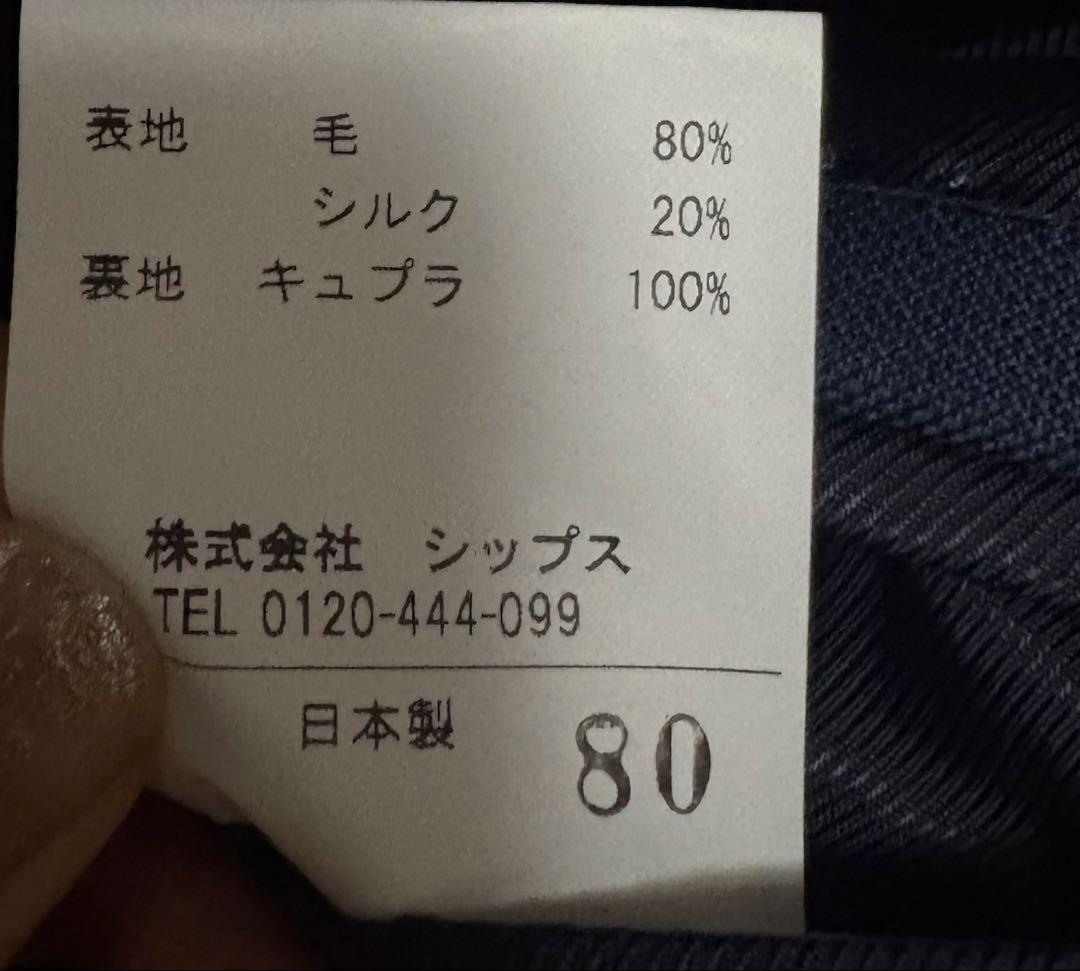 表地 毛 80%
シルク 20%
裏地 キュプラ 100%
株式会社 シップス
TEL 0120-444-099
日本製 80